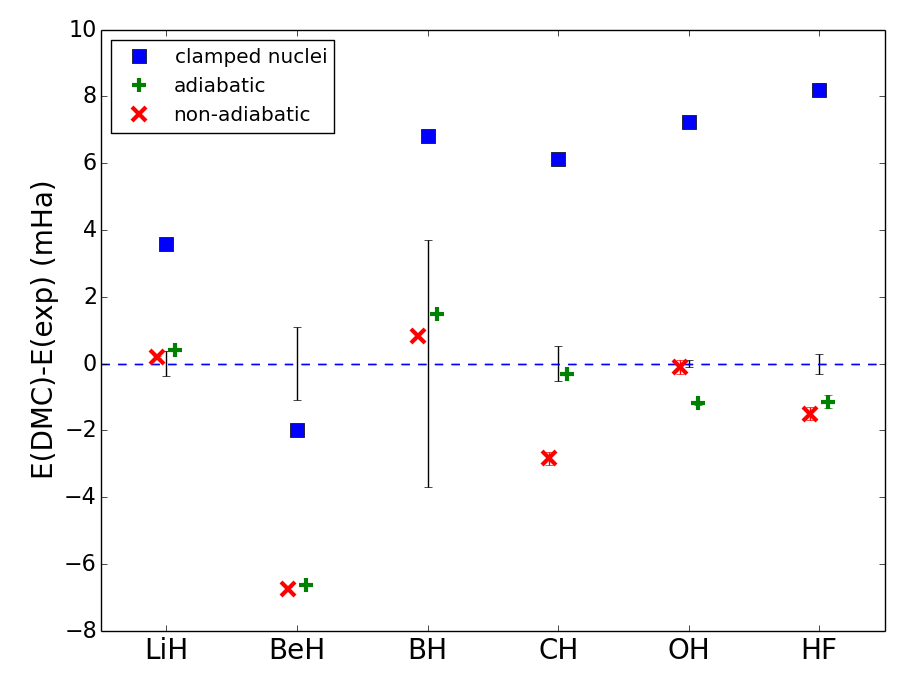 E(DMC)-E(exp) (mHa)
10
8
6
4
2
0
−2
−4
−6
−8
clamped nuclei
adiabatic
non-adiabatic
LiH BeH BH CH OH HF